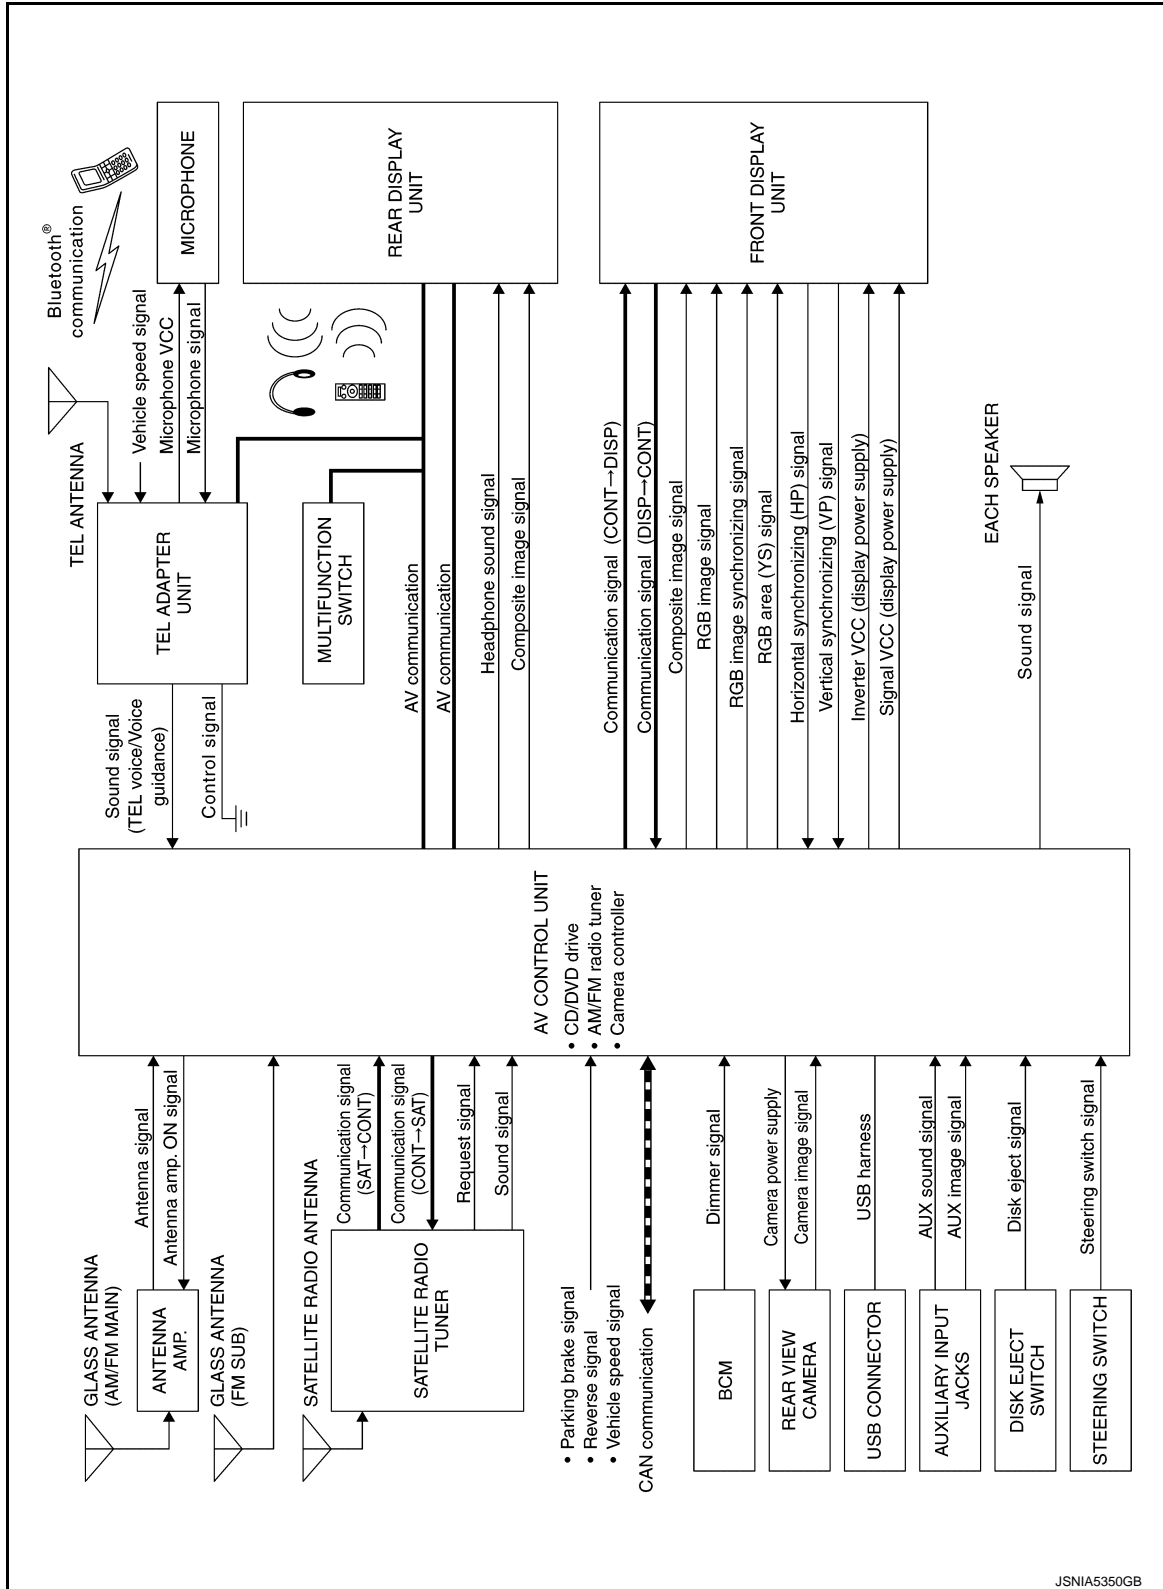 GLASS ANTENNA
(AM/FM MAIN)
ANTENNA
AMP.
Antenna signal
Antenna amp. ON signal
GLASS ANTENNA
(FM SUB)
SATELLITE RADIO ANTENNA
SATELLITE RADIO
TUNER
Communication signal
(SAT→CONT)
Communication signal
(CONT→SAT)
Request signal
Sound signal
• Parking brake signal
• Reverse signal
• Vehicle speed signal
CAN communication
BCM
Dimmer signal
REAR VIEW
CAMERA
Camera power supply
Camera image signal
USB CONNECTOR
USB harness
AUXILIARY INPUT
JACKS
AUX sound signal
AUX image signal
DISK EJECT
SWITCH
Disk eject signal
STEERING SWITCH
Steering switch signal
AV CONTROL UNIT
• CD/DVD drive
• AM/FM radio tuner
• Camera controller
Sound signal
(TEL voice/Voice
guidance)
Control signal
TEL ADAPTER
UNIT
TEL ANTENNA
Bluetooth®
communication
Vehicle speed signal
Microphone VCC
Microphone signal
MICROPHONE
MULTIFUNCTION
SWITCH
AV communication
AV communication
Headphone sound signal
Composite image signal
REAR DISPLAY
UNIT
Communication signal (CONT→DISP)
Communication signal (DISP→CONT)
Composite image signal
RGB image signal
RGB image synchronizing signal
RGB area (YS) signal
Horizontal synchronizing (HP) signal
Vertical synchronizing (VP) signal
Inverter VCC (display power supply)
Signal VCC (display power supply)
FRONT DISPLAY
UNIT
Sound signal
EACH SPEAKER
JSNIA5350GB